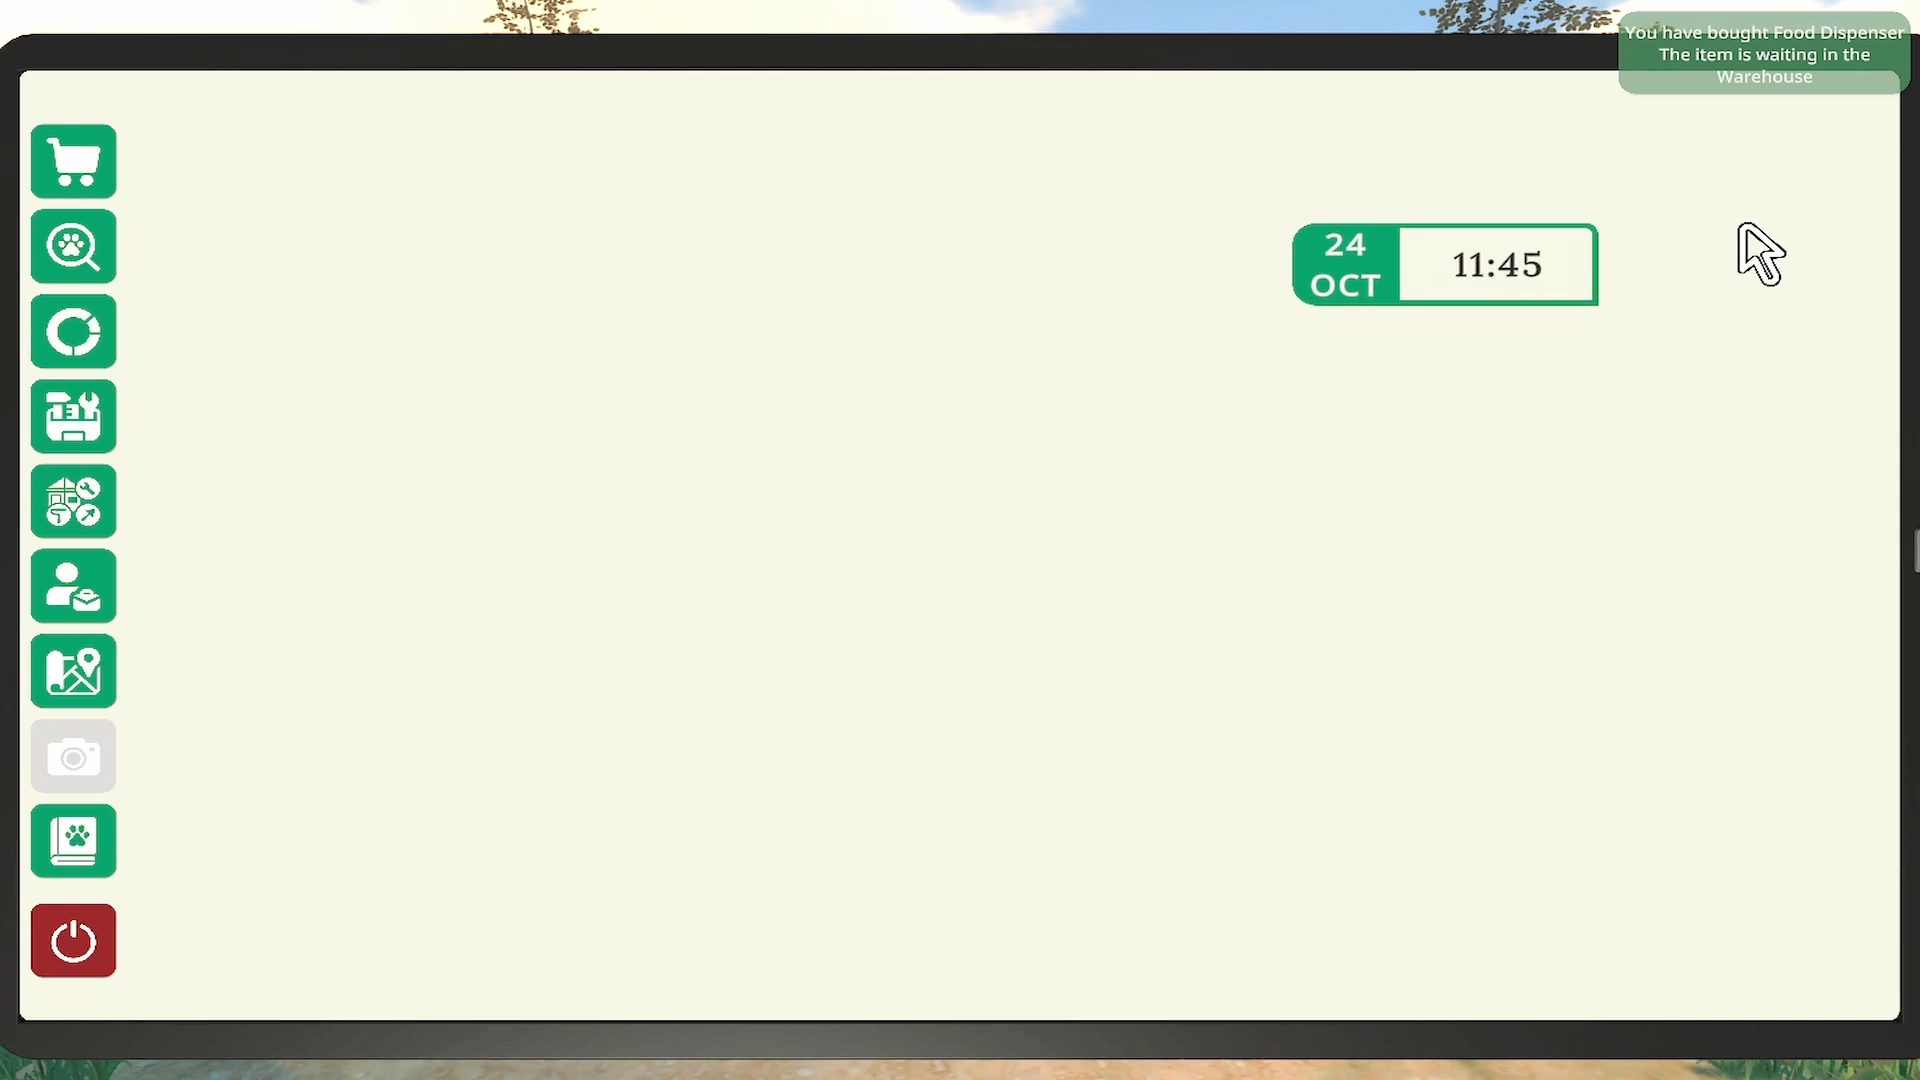 You have bought Food Dispenser
The item is waiting in the
Warehouse
24
OCT
11:45